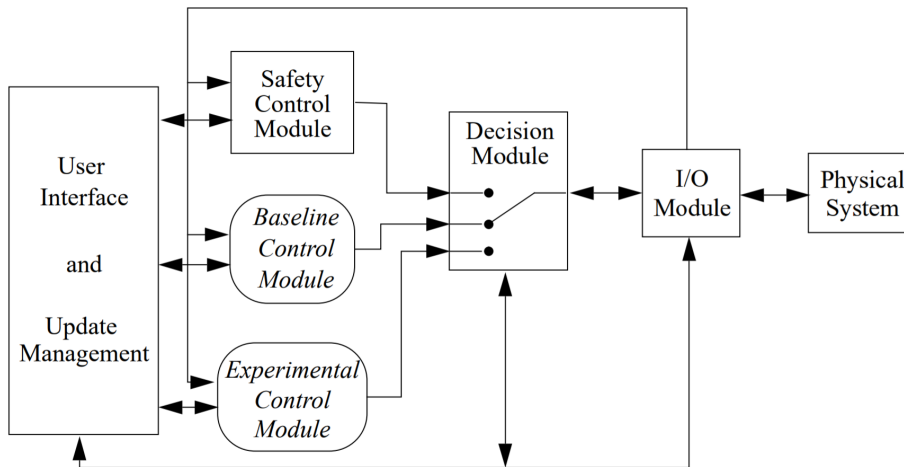 User
Interface
and
Update
Management
Safety
Control
Module
Baseline
Control
Module
Experimental
Control
Module
Decision
Module
I/O
Module
Physical
System